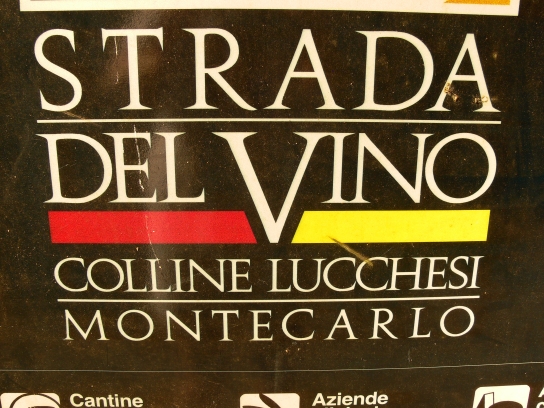 STRADA
DEL VINO
COLLINE LUCCHESI
MONTECARLO
Cantine Aziende